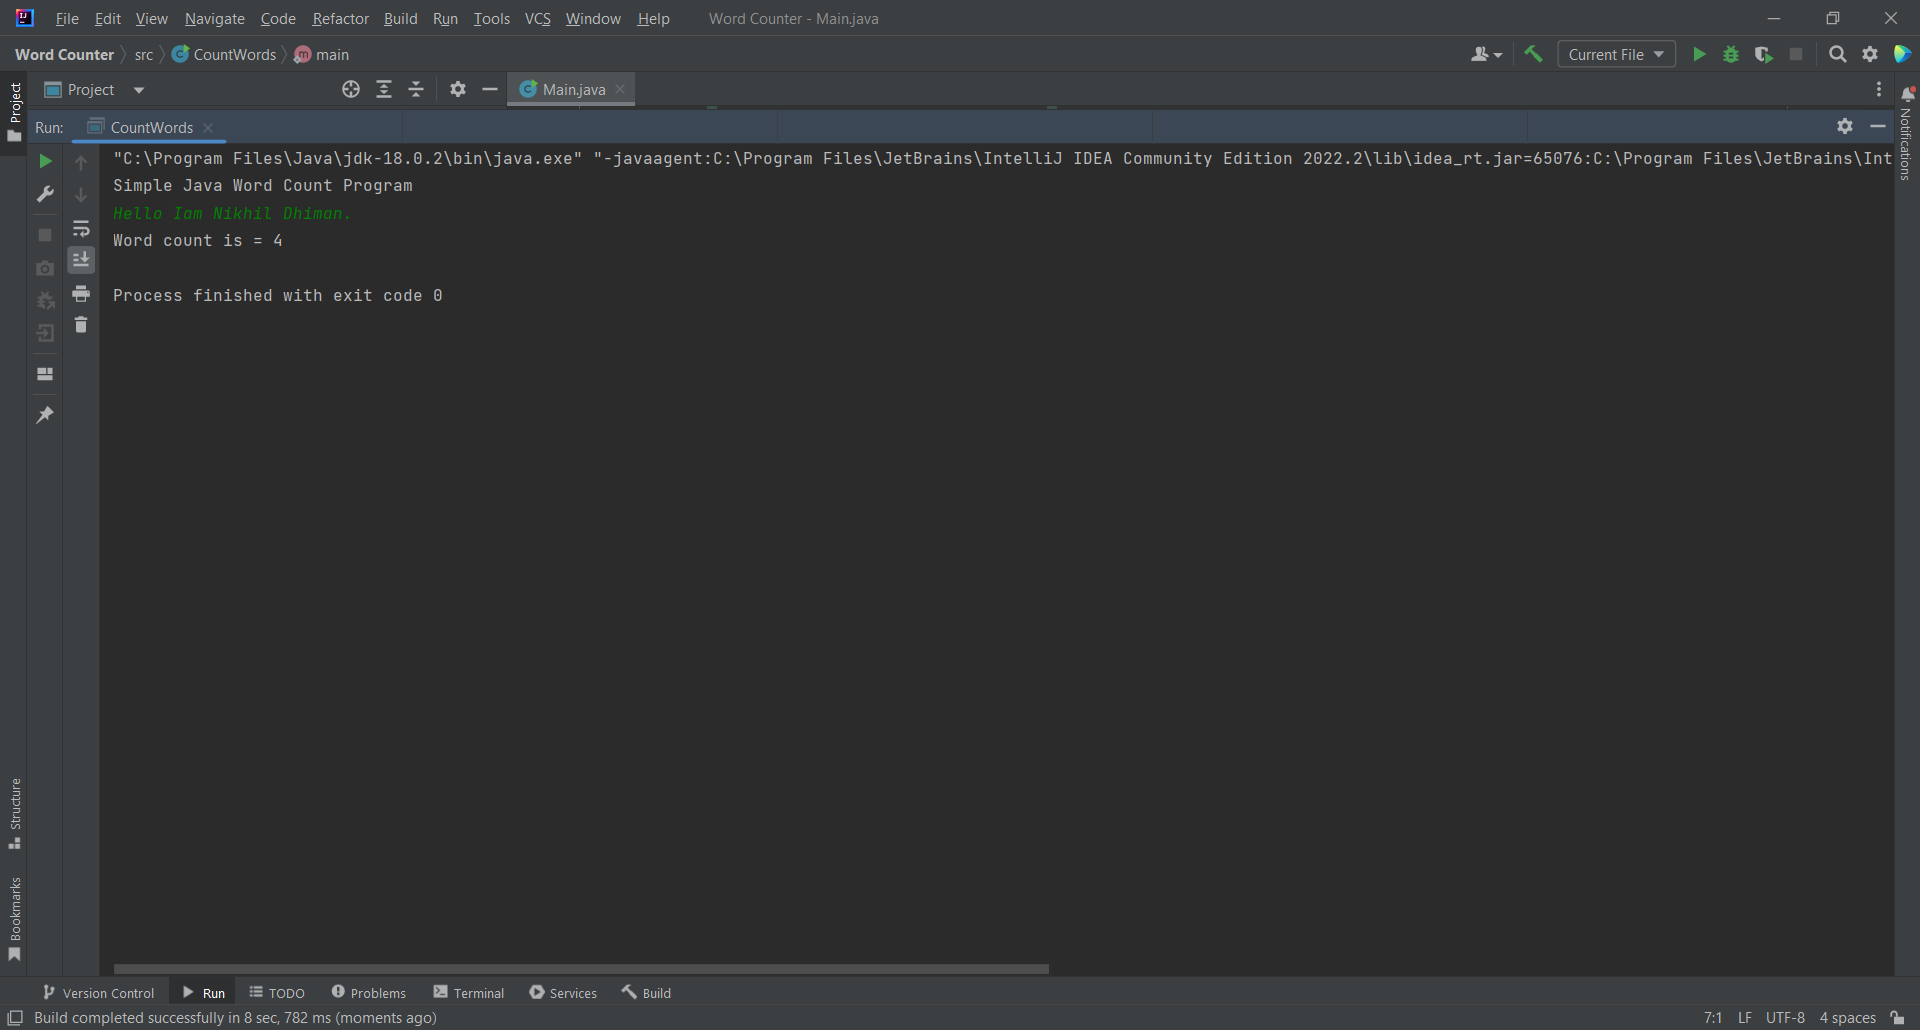 File Edit View Navigate Code Refactor Build Run Tools VCS Window Help Word Counter - Main.java
Word Counter src CountWords main Current File
Project Main.java
Run: CountWords
"C:\Program Files\Java\jdk-18.0.2\bin\java.exe" "-javaagent:C:\Program Files\JetBrains\IntelliJ IDEA Community Edition 2022.2\lib\idea_rt.jar=65076:C:\Program Files\JetBrains\Int
Simple Java Word Count Program
Hello Iam Nikhil Dhiman.
Word count is = 4
Process finished with exit code 0
Project
Structure
Bookmarks
Notifications
Version Control Run TODO Problems Terminal Services Build
Build completed successfully in 8 sec, 782 ms (moments ago) 7:1 LF UTF-8 4 spaces